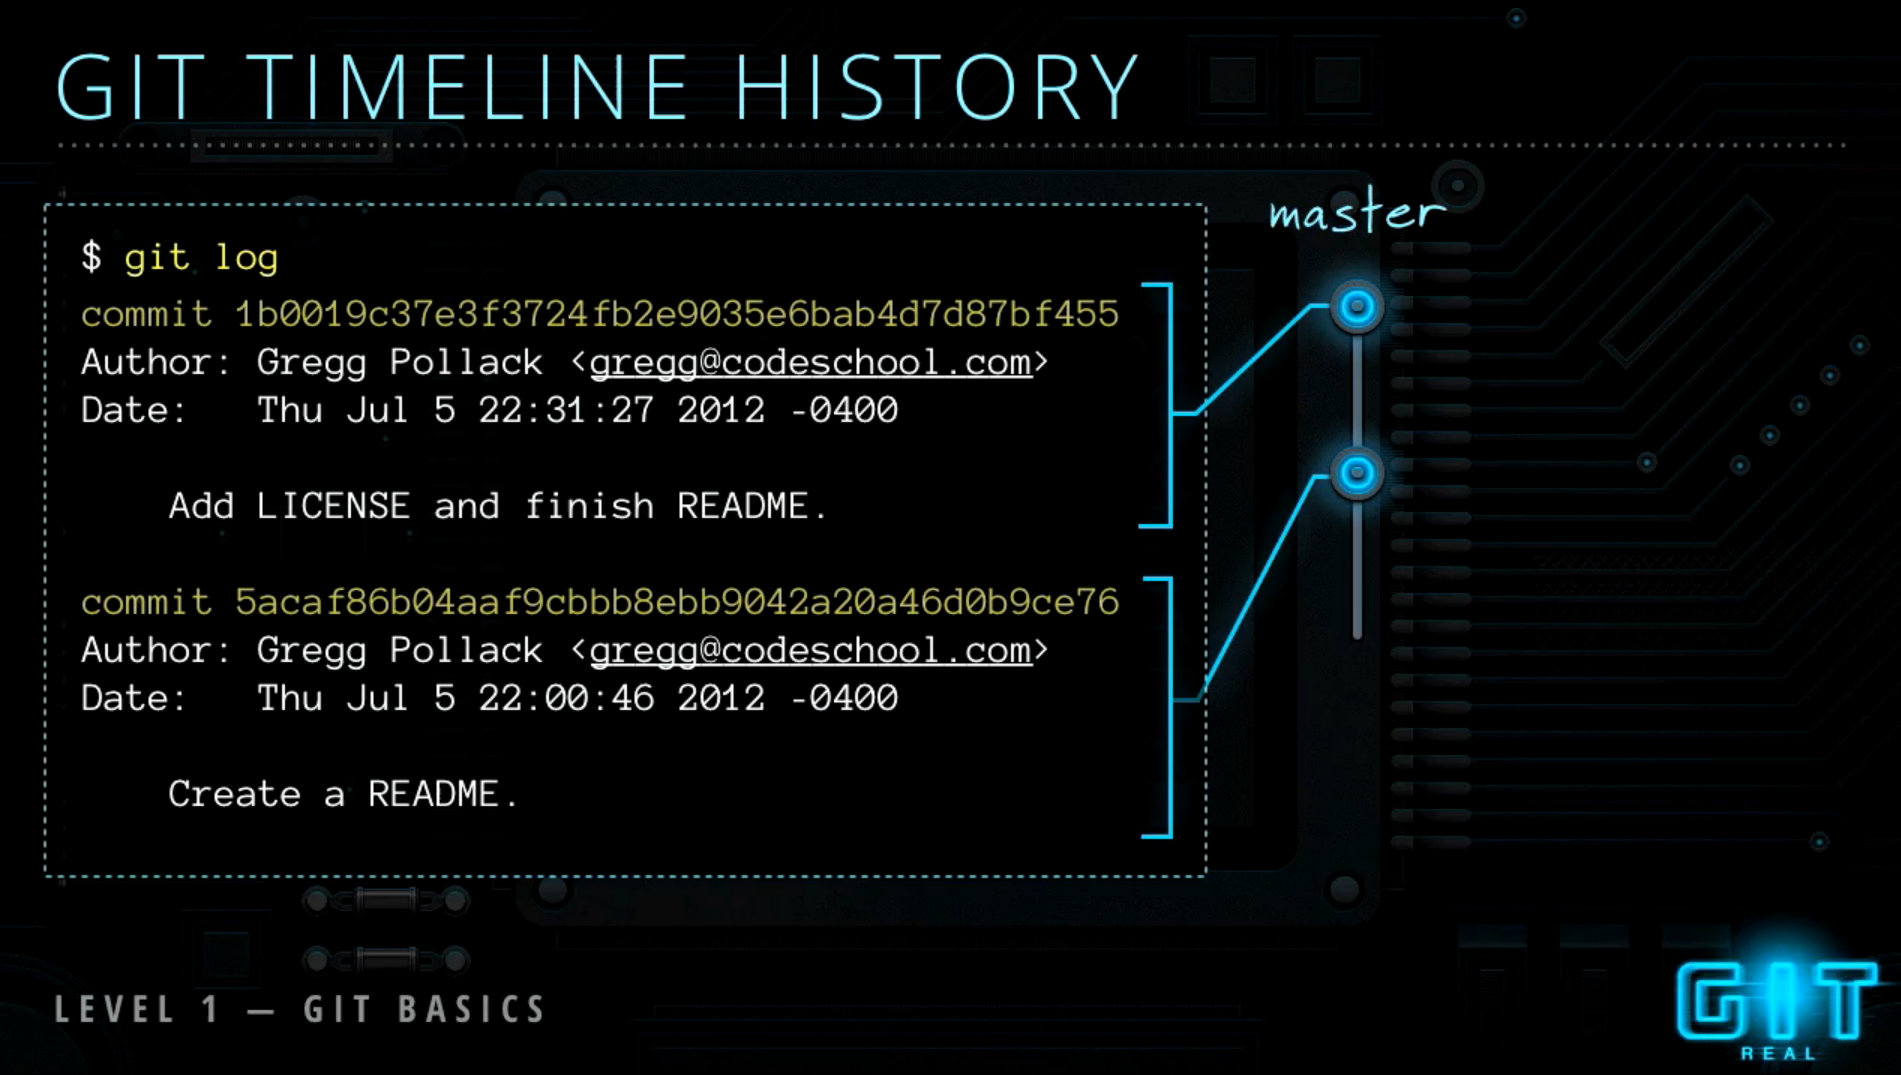 GIT TIMELINE HISTORY
master
$ git log
commit 1b0019c37e3f3724fb2e9035e6bab4d7d87bf455
Author: Gregg Pollack <gregg@codeschool.com>
Date:   Thu Jul 5 22:31:27 2012 -0400
Add LICENSE and finish README.
commit 5acaf86b04aaf9cbbb8ebb9042a20a46d0b9ce76
Author: Gregg Pollack <gregg@codeschool.com>
Date:   Thu Jul 5 22:00:46 2012 -0400
Create a README.
LEVEL 1 — GIT BASICS
GIT
REAL